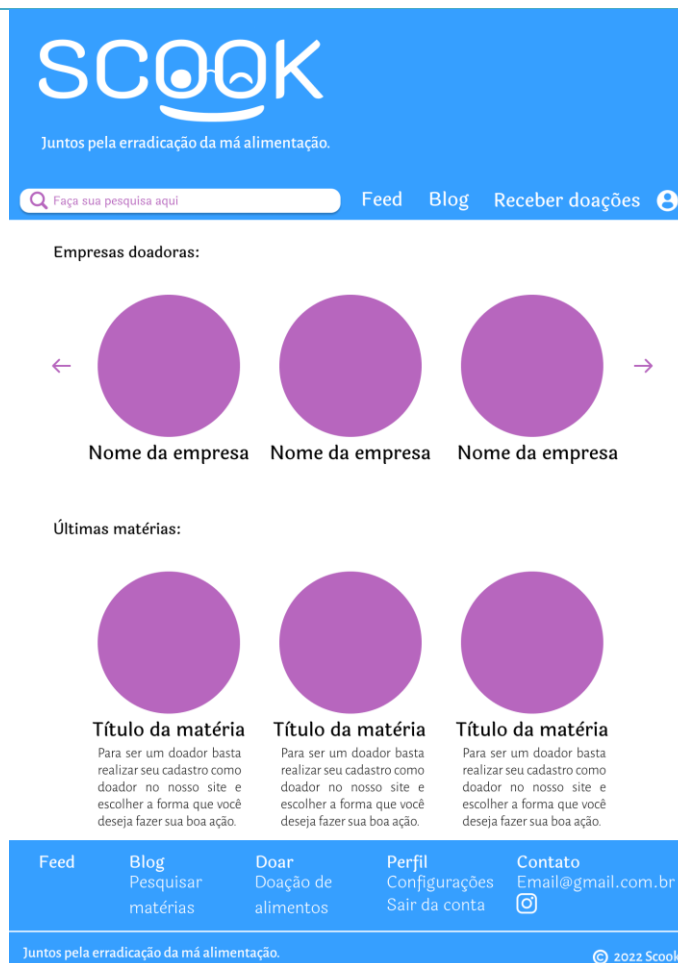 SCOOK
Juntos pela erradicação da má alimentação.
Faça sua pesquisa aqui
Feed Blog Receber doações
Empresas doadoras:
Nome da empresa Nome da empresa Nome da empresa
Últimas matérias:
Título da matéria
Para ser um doador basta
realizar seu cadastro como
doador no nosso site e
escolher a forma que você
deseja fazer sua boa ação.
Título da matéria
Para ser um doador basta
realizar seu cadastro como
doador no nosso site e
escolher a forma que você
deseja fazer sua boa ação.
Título da matéria
Para ser um doador basta
realizar seu cadastro como
doador no nosso site e
escolher a forma que você
deseja fazer sua boa ação.
Feed
Blog
Pesquisar
matérias
Doar
Doação de
alimentos
Perfil
Configurações
Sair da conta
Contato
Email@gmail.com.br
Juntos pela erradicação da má alimentação.
© 2022 Scook